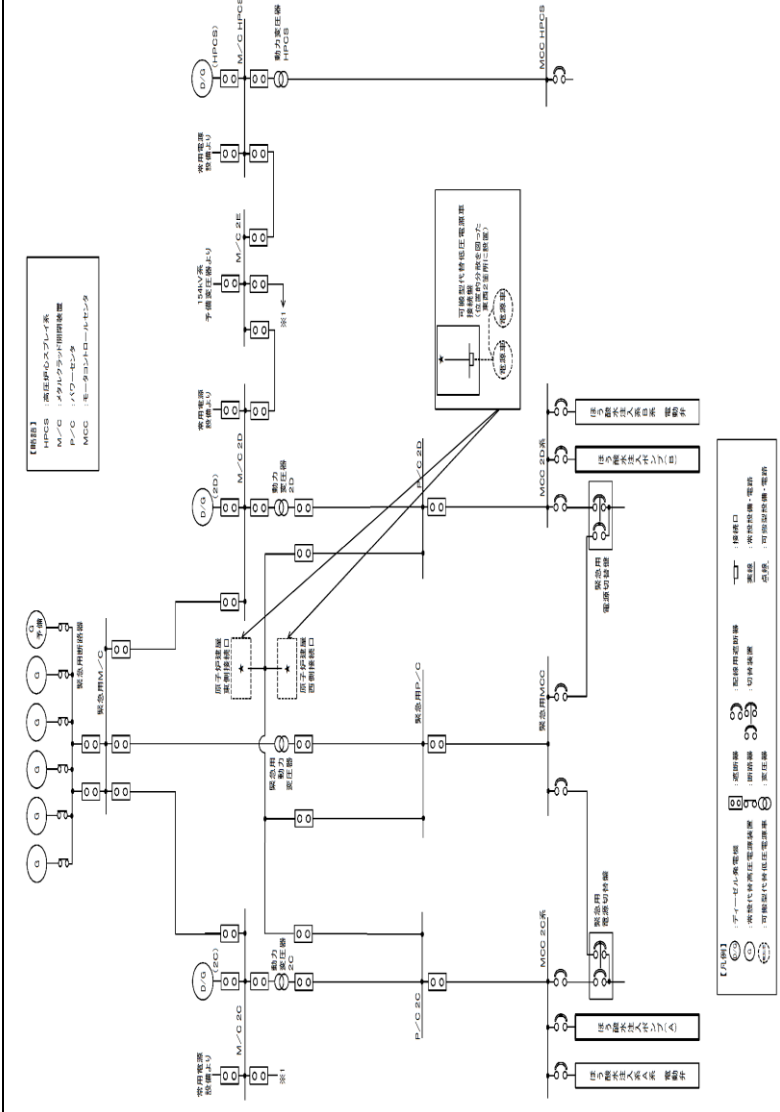 【略語】
HPCS :高圧炉心スプレイ系
M/C :メタルクラッド開閉装置
P/C :パワーセンタ
MCC :モータコントロールセンタ
G
G
G
G
G
G
予備
緊急用断路器
緊急用M/C
常用電源
設備より
D/G
(2C)
M/C 2C
※1
動力
変圧器
2C
緊急用
動力
変圧器
原子炉建屋
東側接続口
★
原子炉建屋
西側接続口
★
D/G
(2D)
M/C 2D
動力
変圧器
2D
常用電源
設備より
154kV系
予備変圧器より
M/C 2E
※1
常用電源
設備より
D/G
(HPCS)
M/C HPCS
動力変圧器
HPCS
可搬型代替低圧電源車
接続盤
(位置的分散を図った
東西2箇所に設置)
★
電源車
電源車
P/C 2C
緊急用P/C
P/C 2D
MCC 2C系
緊急用MCC
MCC 2D系
MCC HPCS
緊急用
電源切替盤
緊急用
電源切替盤
ほう酸水注入系A系 電動弁
ほう酸水注入ポンプ(A)
ほう酸水注入ポンプ(B)
ほう酸水注入系B系 電動弁
【凡例】
D/G :ディーゼル発電機
G :常設代替高圧電源装置
電源車 :可搬型代替低圧電源車
:遮断器
:断路器
:変圧器
:配線用遮断器
:切替装置
:接続口
実線 :常設設備・電路
点線 :可搬型設備・電路